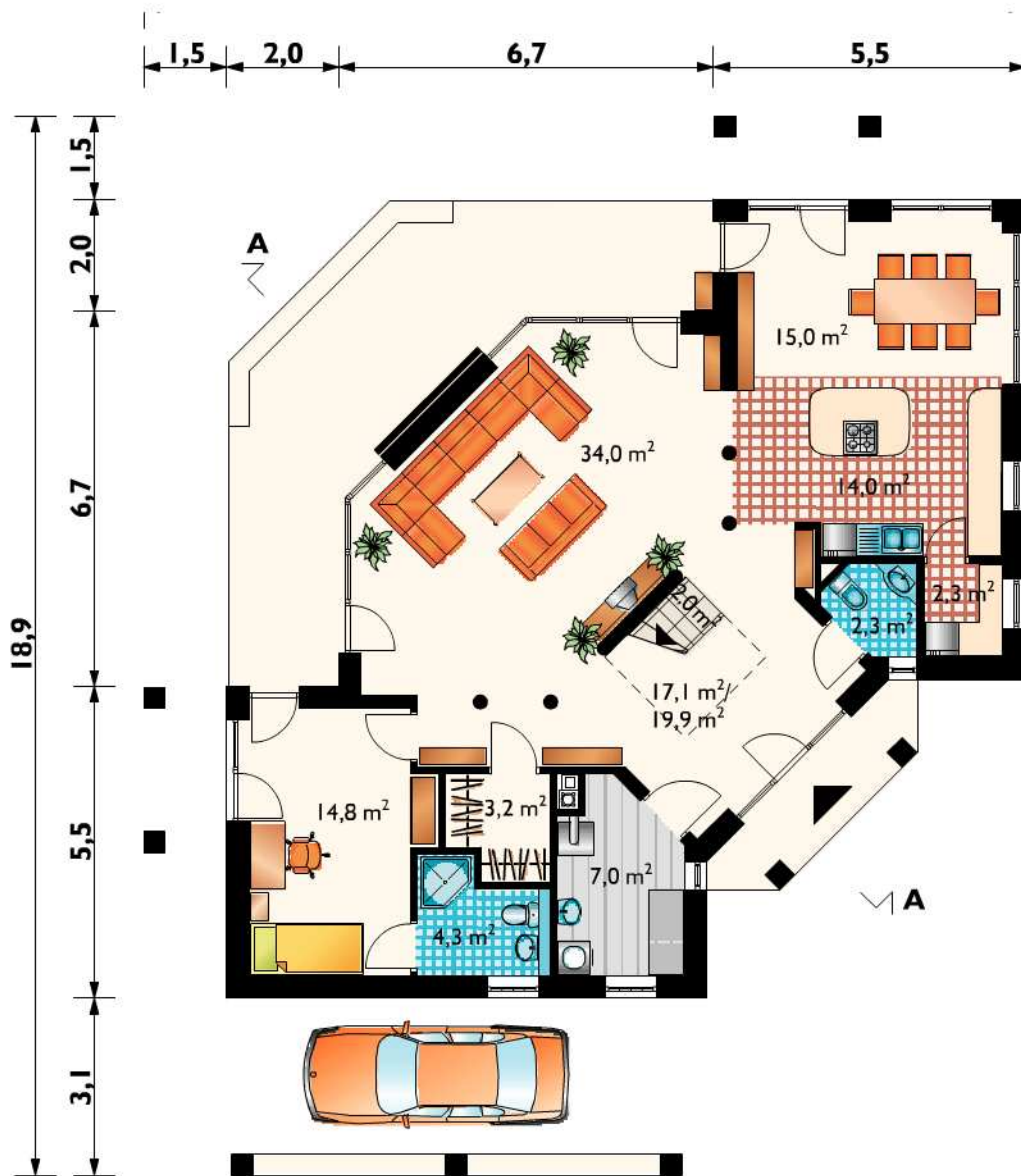 1,5 2,0 6,7 5,5
1,5
2,0
A
15,0 m²
34,0 m²
14,0 m²
6,7
18,9
2,0 m²
2,3 m²
2,3 m²
17,1 m²/
19,9 m²
14,8 m²
3,2 m²
5,5
7,0 m²
A
4,3 m²
3,1